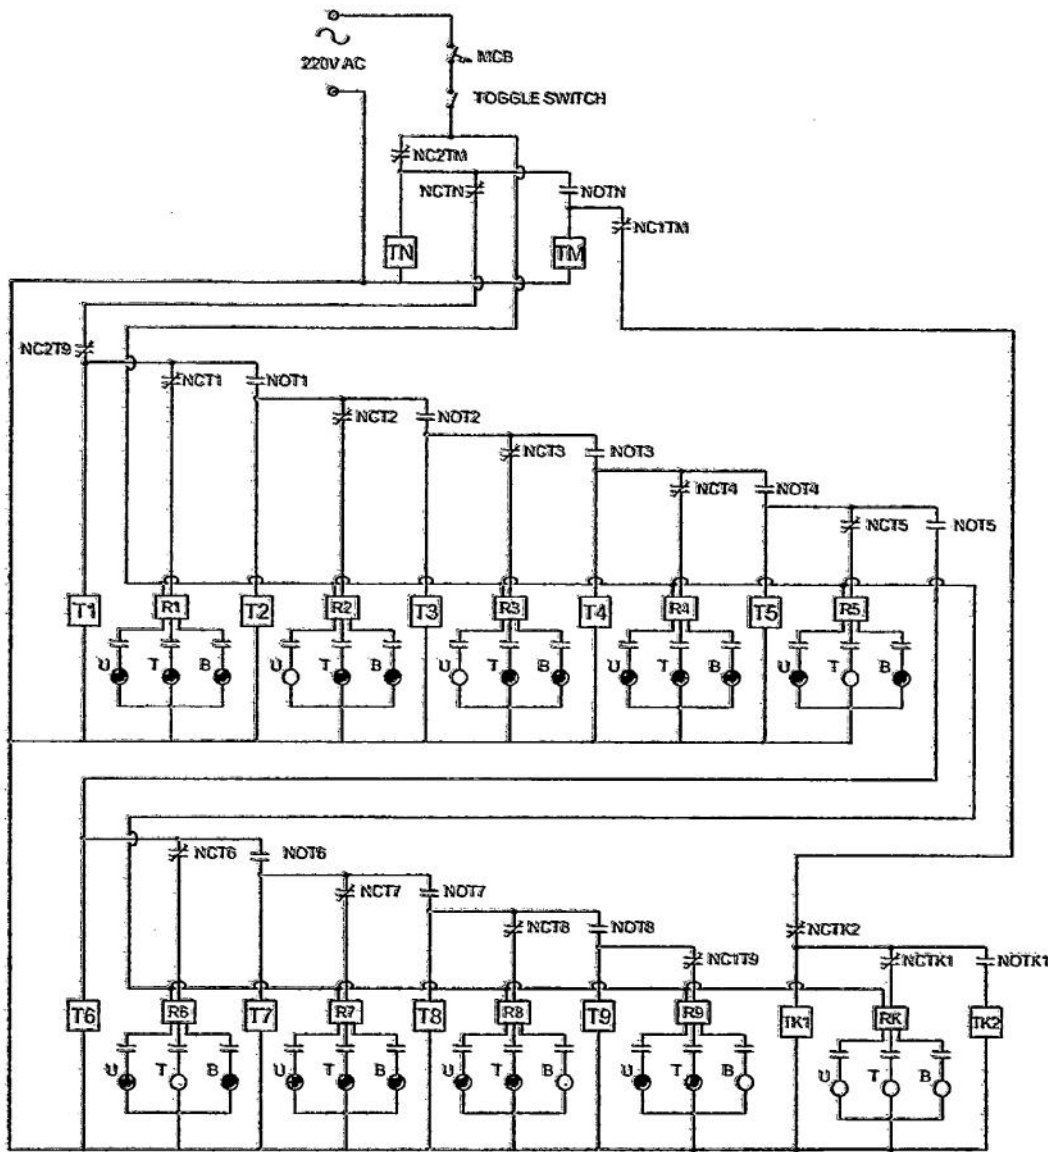 220V AC
MCB
TOGGLE SWITCH
NC2TM
NCTN
NOTN
NC1TM
TN
TM
NC2T9
NCT1
NOT1
NCT2
NOT2
NCT3
NOT3
NCT4
NOT4
NCT5
NOT5
T1
R1
T2
R2
T3
R3
T4
R4
T5
R5
U T B
U T B
U T B
U T B
U T B
NCT6
NOT6
NCT7
NOT7
NCT8
NOT8
NC1T9
NCTK2
NCTK1
NOTK1
T6
R6
T7
R7
T8
R8
T9
R9
TK1
RK
TK2
U T B
U T B
U T B
U T B
U T B